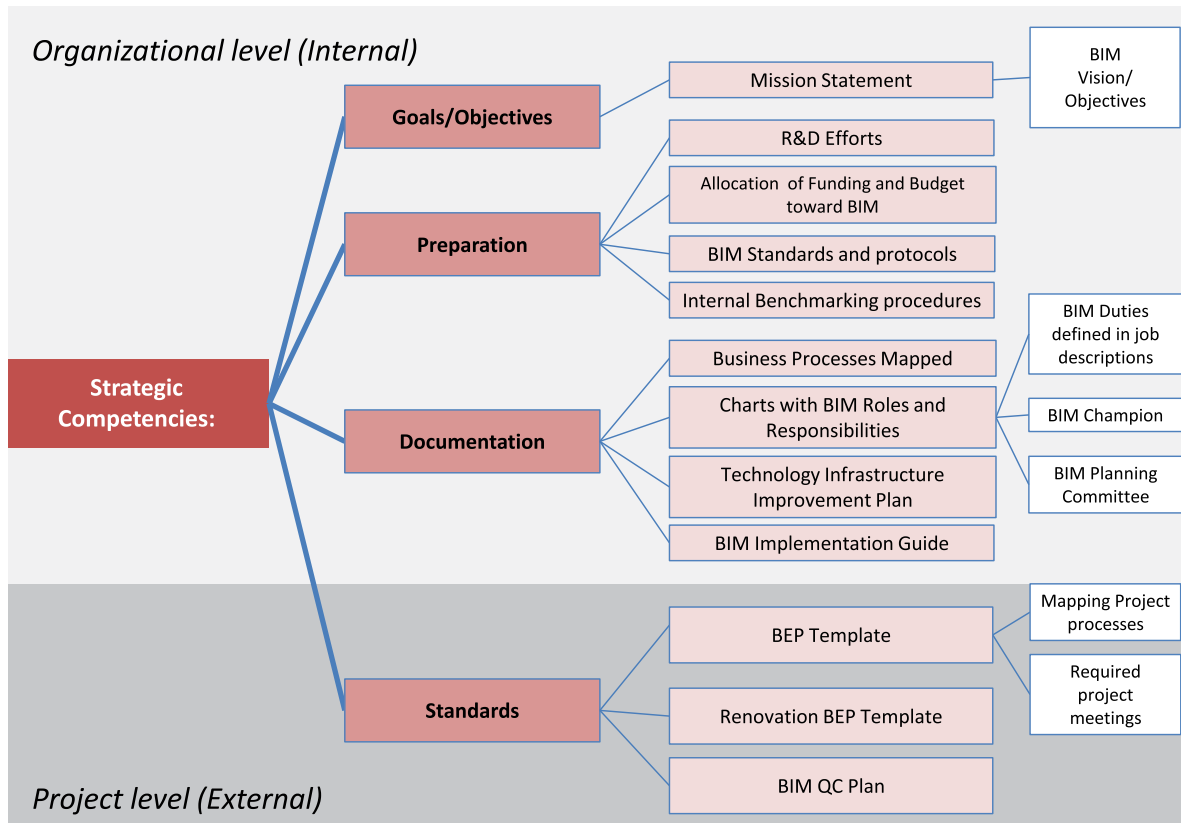 Organizational level (Internal)
Goals/Objectives
Mission Statement
BIM
Vision/
Objectives
R&D Efforts
Allocation  of Funding and Budget
toward BIM
Preparation
BIM Standards and protocols
Internal Benchmarking procedures
Strategic
Competencies:
Business Processes Mapped
Documentation
Charts with BIM Roles and
Responsibilities
BIM Duties
defined in job
descriptions
BIM Champion
BIM Planning
Committee
Technology Infrastructure
Improvement Plan
BIM Implementation Guide
BEP Template
Mapping Project
processes
Required
project
meetings
Standards
Renovation BEP Template
BIM QC Plan
Project level (External)